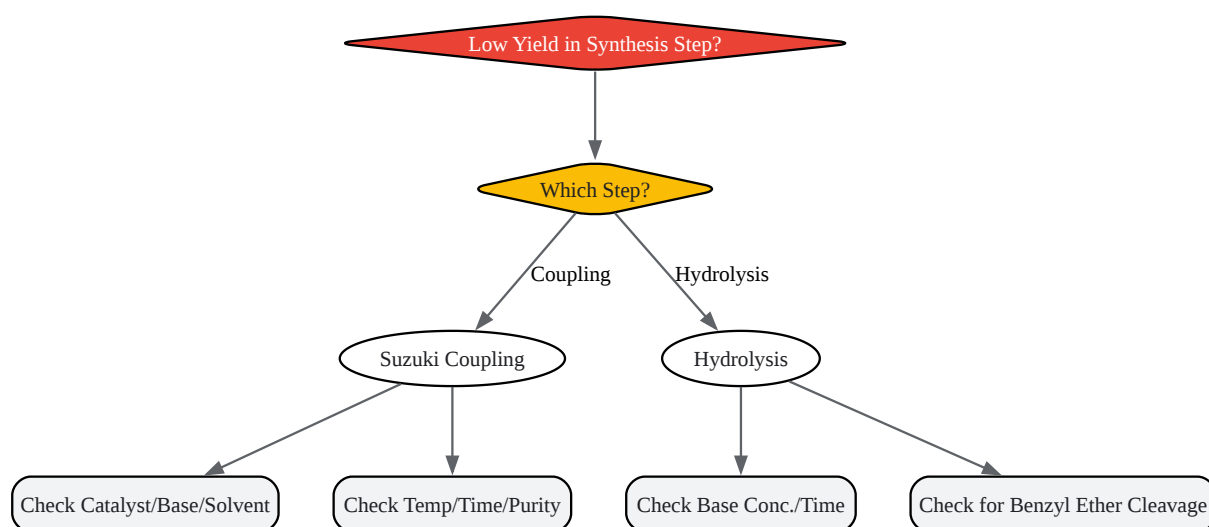 Low Yield in Synthesis Step?
Which Step?
Coupling
Hydrolysis
Suzuki Coupling
Hydrolysis
Check Catalyst/Base/Solvent
Check Temp/Time/Purity
Check Base Conc./Time
Check for Benzyl Ether Cleavage